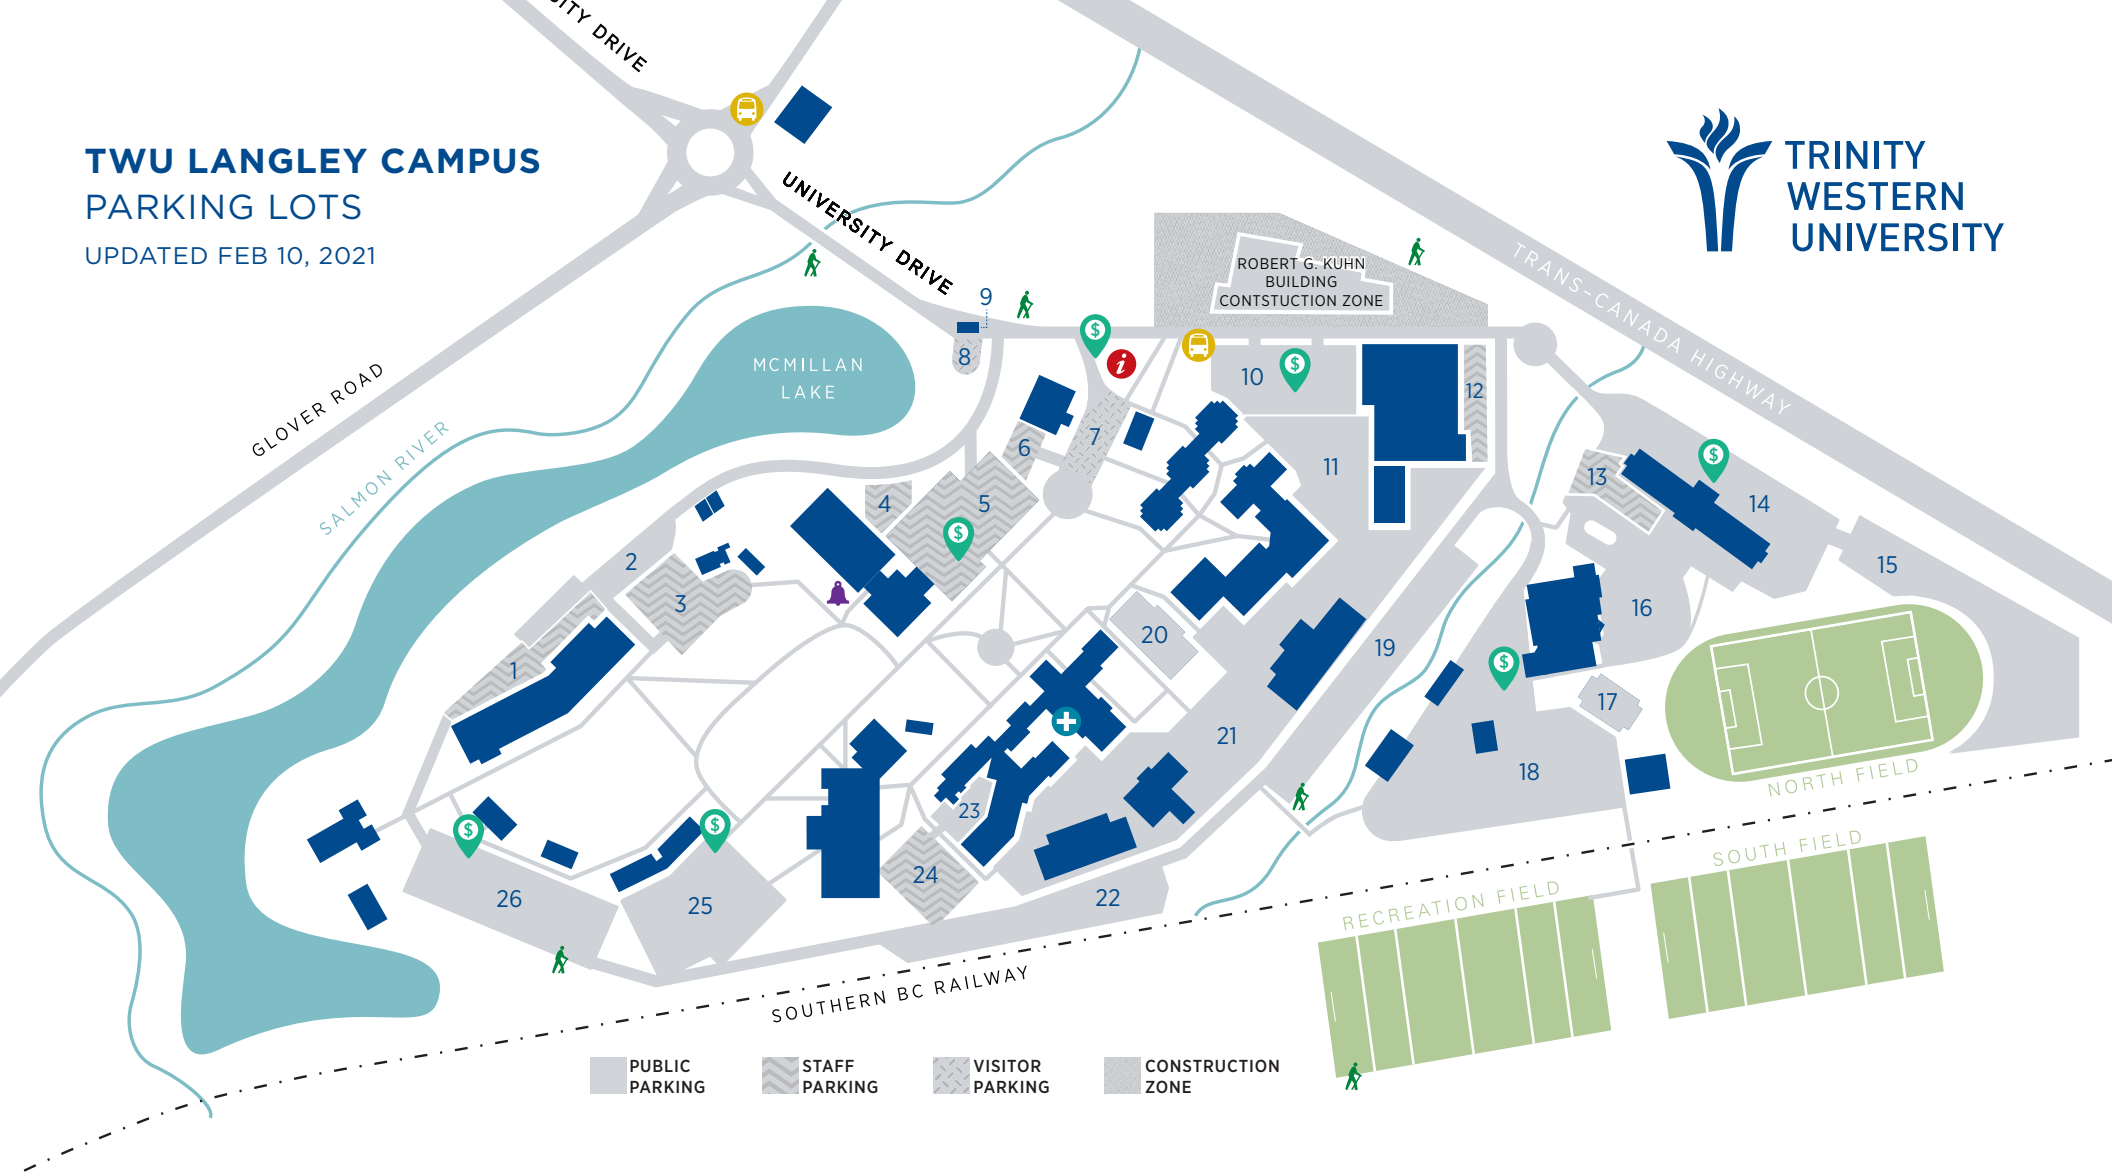 SITY DRIVE
TWU LANGLEY CAMPUS
PARKING LOTS
UPDATED FEB 10, 2021
TRINITY
WESTERN
UNIVERSITY
UNIVERSITY DRIVE
TRANS-CANADA HIGHWAY
ROBERT G. KUHN
BUILDING
CONTSTUCTION ZONE
GLOVER ROAD
SALMON RIVER
MCMILLAN
LAKE
9
8
10
12
7
6
11
13
14
5
4
2
3
15
16
20
19
1
17
21
18
23
24
22
26
25
NORTH FIELD
SOUTH FIELD
RECREATION FIELD
SOUTHERN BC RAILWAY
PUBLIC
PARKING
STAFF
PARKING
VISITOR
PARKING
CONSTRUCTION
ZONE